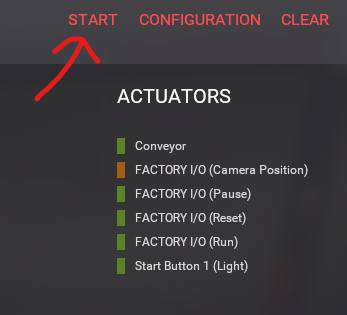 START CONFIGURATION CLEAR
ACTUATORS
Conveyor
FACTORY I/O (Camera Position)
FACTORY I/O (Pause)
FACTORY I/O (Reset)
FACTORY I/O (Run)
Start Button 1 (Light)